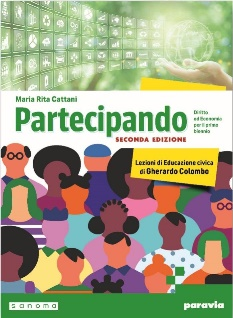 Maria Rita Cattani
Partecipando
Diritto
ed Economia
per il primo
biennio
SECONDA EDIZIONE
Lezioni di Educazione civica
di Gherardo Colombo
sanoma
paravia